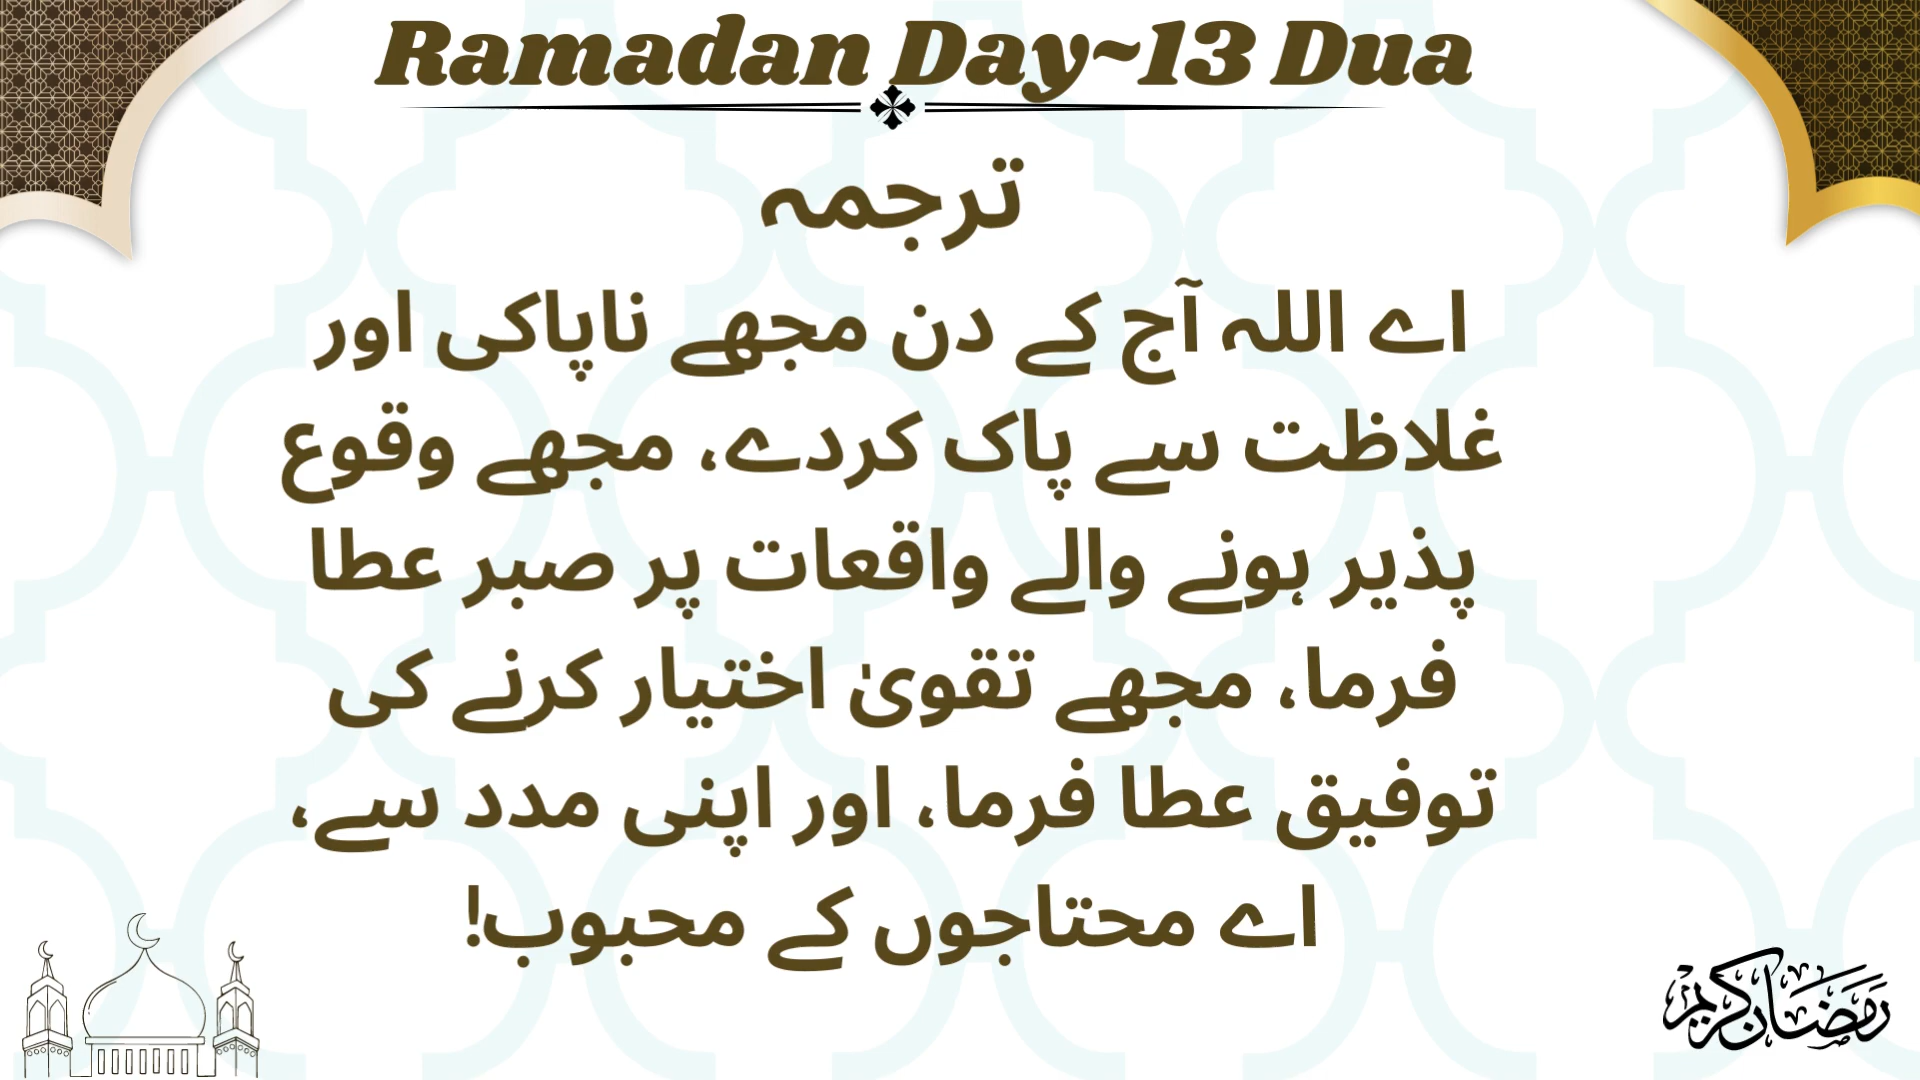 Ramadan Day~13 Dua
ترجمہ
اے اللہ آج کے دن مجھے ناپاکی اور
غلاظت سے پاک کردے، مجھے وقوع
پذیر ہونے والے واقعات پر صبر عطا
فرما، مجھے تقویٰ اختیار کرنے کی
توفیق عطا فرما، اور اپنی مدد سے،
اے محتاجوں کے محبوب!
رمضان كريم